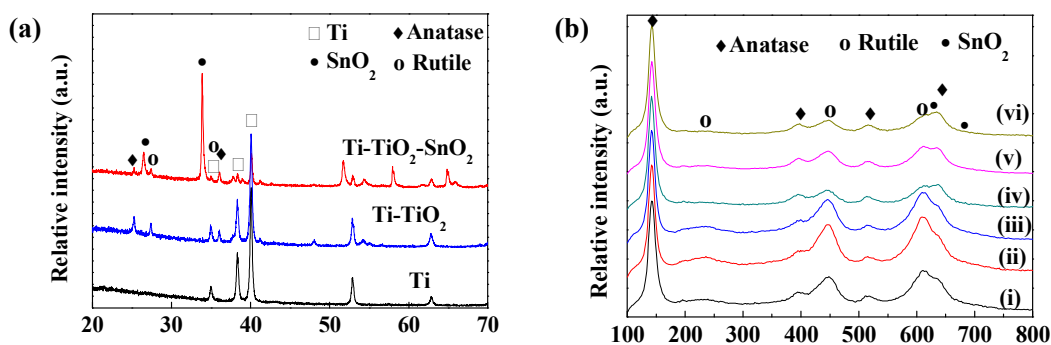 (a)
□ Ti ♦ Anatase
● SnO₂ o Rutile
Relative intensity (a.u.)
Ti-TiO₂-SnO₂
Ti-TiO₂
Ti
20 30 40 50 60 70
(b)
♦ Anatase o Rutile ● SnO₂
Relative intensity (a.u.)
(vi)
(v)
(iv)
(iii)
(ii)
(i)
100 200 300 400 500 600 700 800